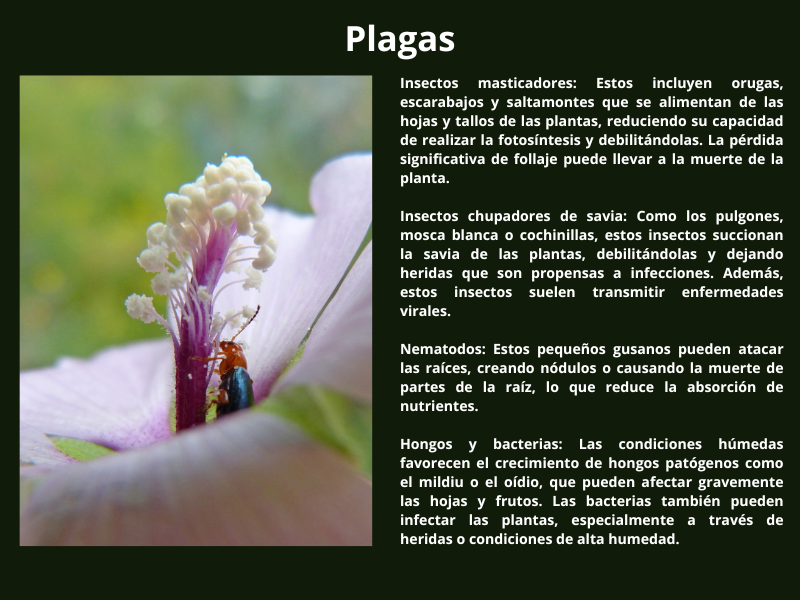 Plagas
Insectos masticadores: Estos incluyen orugas,
escarabajos y saltamontes que se alimentan de las
hojas y tallos de las plantas, reduciendo su capacidad
de realizar la fotosíntesis y debilitándolas. La pérdida
significativa de follaje puede llevar a la muerte de la
planta.
Insectos chupadores de savia: Como los pulgones,
mosca blanca o cochinillas, estos insectos succionan
la savia de las plantas, debilitándolas y dejando
heridas que son propensas a infecciones. Además,
estos insectos suelen transmitir enfermedades
virales.
Nematodos: Estos pequeños gusanos pueden atacar
las raíces, creando nódulos o causando la muerte de
partes de la raíz, lo que reduce la absorción de
nutrientes.
Hongos y bacterias: Las condiciones húmedas
favorecen el crecimiento de hongos patógenos como
el mildiu o el oídio, que pueden afectar gravemente
las hojas y frutos. Las bacterias también pueden
infectar las plantas, especialmente a través de
heridas o condiciones de alta humedad.